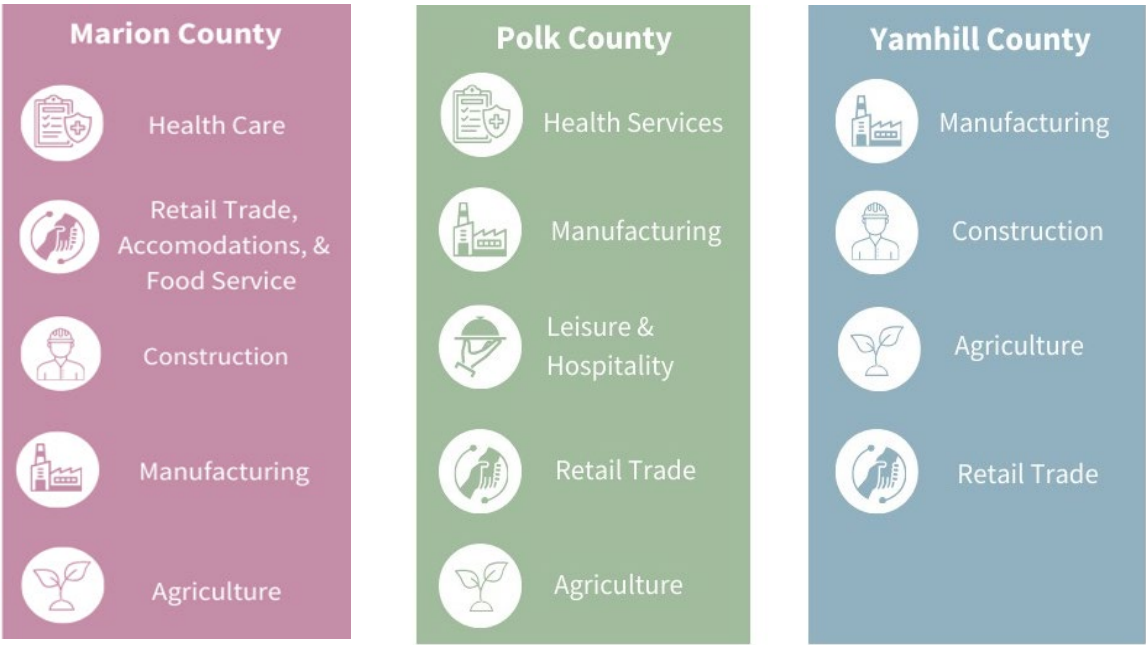 Marion County
Health Care
Retail Trade,
Accomodations, &
Food Service
Construction
Manufacturing
Agriculture
Polk County
Health Services
Manufacturing
Leisure &
Hospitality
Retail Trade
Agriculture
Yamhill County
Manufacturing
Construction
Agriculture
Retail Trade